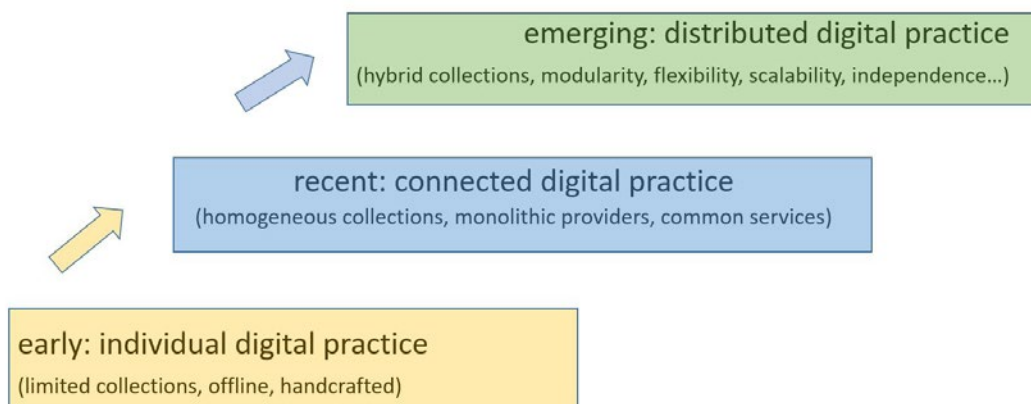 emerging: distributed digital practice
(hybrid collections, modularity, flexibility, scalability, independence…)
recent: connected digital practice
(homogeneous collections, monolithic providers, common services)
early: individual digital practice
(limited collections, offline, handcrafted)